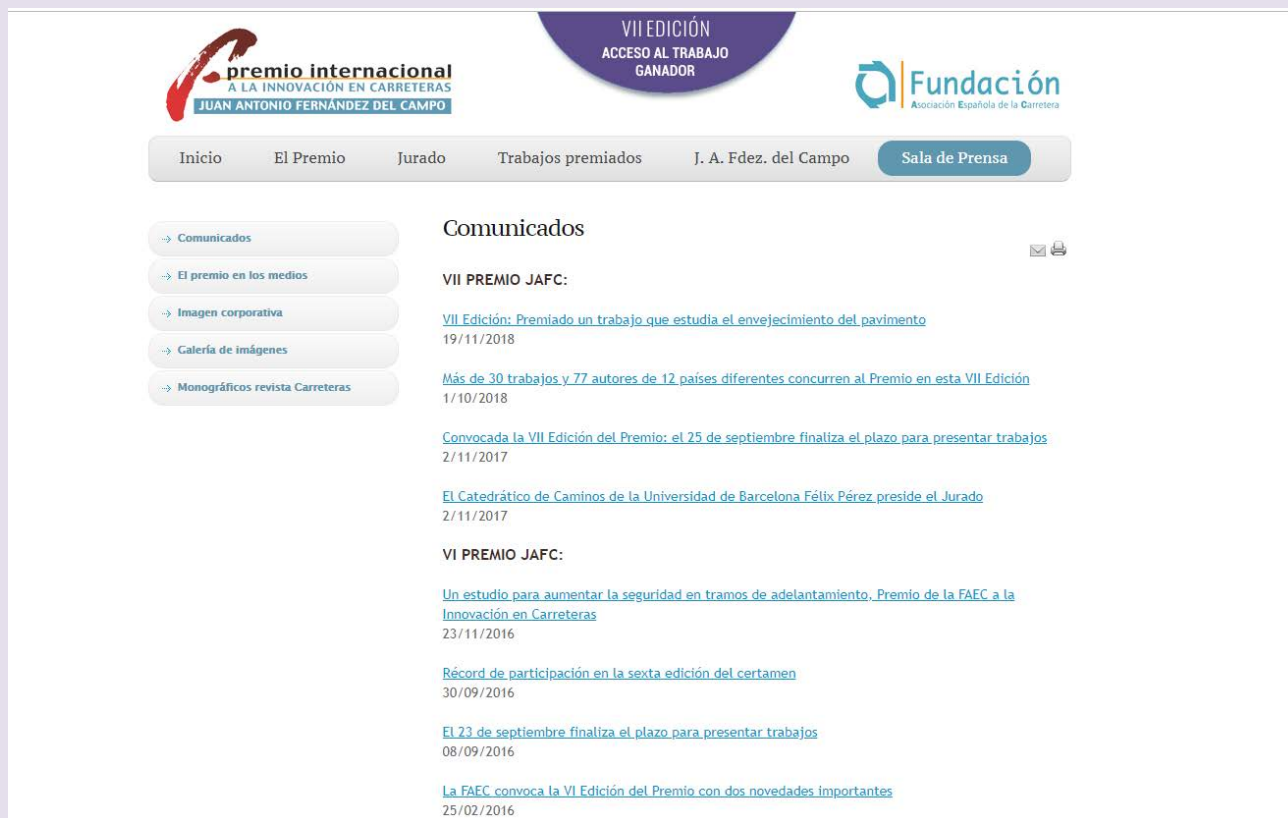 VII EDICIÓN
ACCESO AL TRABAJO
GANADOR
premio internacional
A LA INNOVACIÓN EN CARRETERAS
JUAN ANTONIO FERNÁNDEZ DEL CAMPO
Fundación
Asociación Española de la Carretera
Inicio El Premio Jurado Trabajos premiados J. A. Fdez. del Campo Sala de Prensa
Comunicados
El premio en los medios
Imagen corporativa
Galería de imágenes
Monográficos revista Carreteras
Comunicados
VII PREMIO JAFC:
VII Edición: Premiado un trabajo que estudia el envejecimiento del pavimento
19/11/2018
Más de 30 trabajos y 77 autores de 12 países diferentes concurren al Premio en esta VII Edición
1/10/2018
Convocada la VII Edición del Premio: el 25 de septiembre finaliza el plazo para presentar trabajos
2/11/2017
El Catedrático de Caminos de la Universidad de Barcelona Félix Pérez preside el Jurado
2/11/2017
VI PREMIO JAFC:
Un estudio para aumentar la seguridad en tramos de adelantamiento, Premio de la FAEC a la
Innovación en Carreteras
23/11/2016
Récord de participación en la sexta edición del certamen
30/09/2016
El 23 de septiembre finaliza el plazo para presentar trabajos
08/09/2016
La FAEC convoca la VI Edición del Premio con dos novedades importantes
25/02/2016